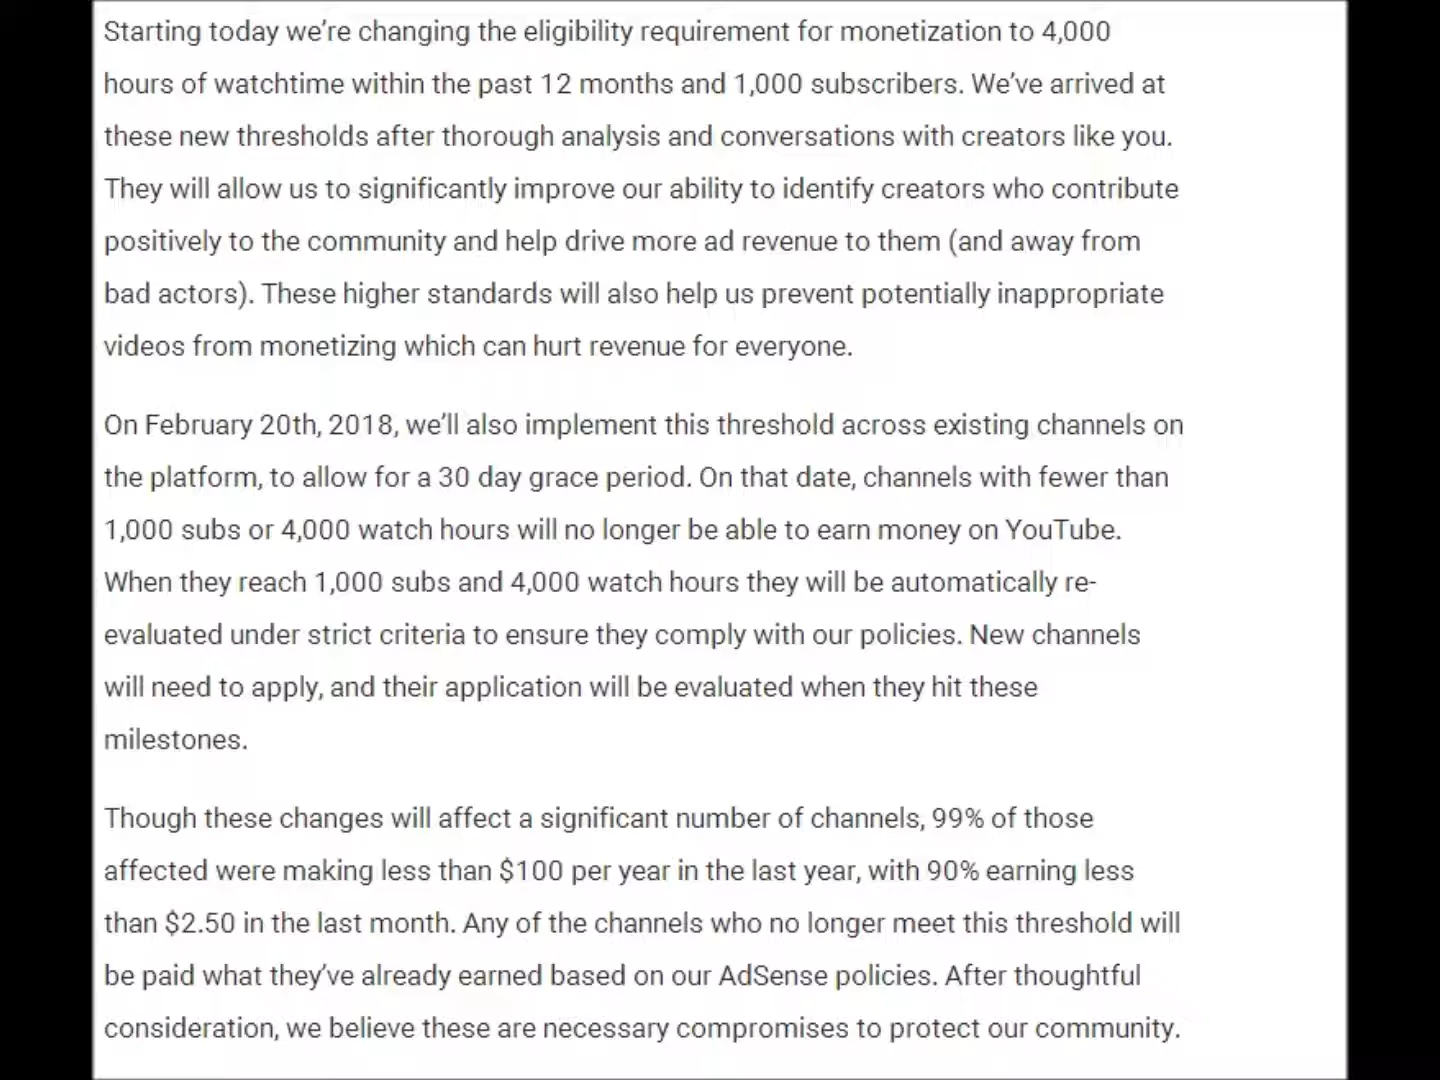 Starting today we're changing the eligibility requirement for monetization to 4,000
hours of watchtime within the past 12 months and 1,000 subscribers. We've arrived at
these new thresholds after thorough analysis and conversations with creators like you.
They will allow us to significantly improve our ability to identify creators who contribute
positively to the community and help drive more ad revenue to them (and away from
bad actors). These higher standards will also help us prevent potentially inappropriate
videos from monetizing which can hurt revenue for everyone.
On February 20th, 2018, we'll also implement this threshold across existing channels on
the platform, to allow for a 30 day grace period. On that date, channels with fewer than
1,000 subs or 4,000 watch hours will no longer be able to earn money on YouTube.
When they reach 1,000 subs and 4,000 watch hours they will be automatically re-
evaluated under strict criteria to ensure they comply with our policies. New channels
will need to apply, and their application will be evaluated when they hit these
milestones.
Though these changes will affect a significant number of channels, 99% of those
affected were making less than $100 per year in the last year, with 90% earning less
than $2.50 in the last month. Any of the channels who no longer meet this threshold will
be paid what they've already earned based on our AdSense policies. After thoughtful
consideration, we believe these are necessary compromises to protect our community.